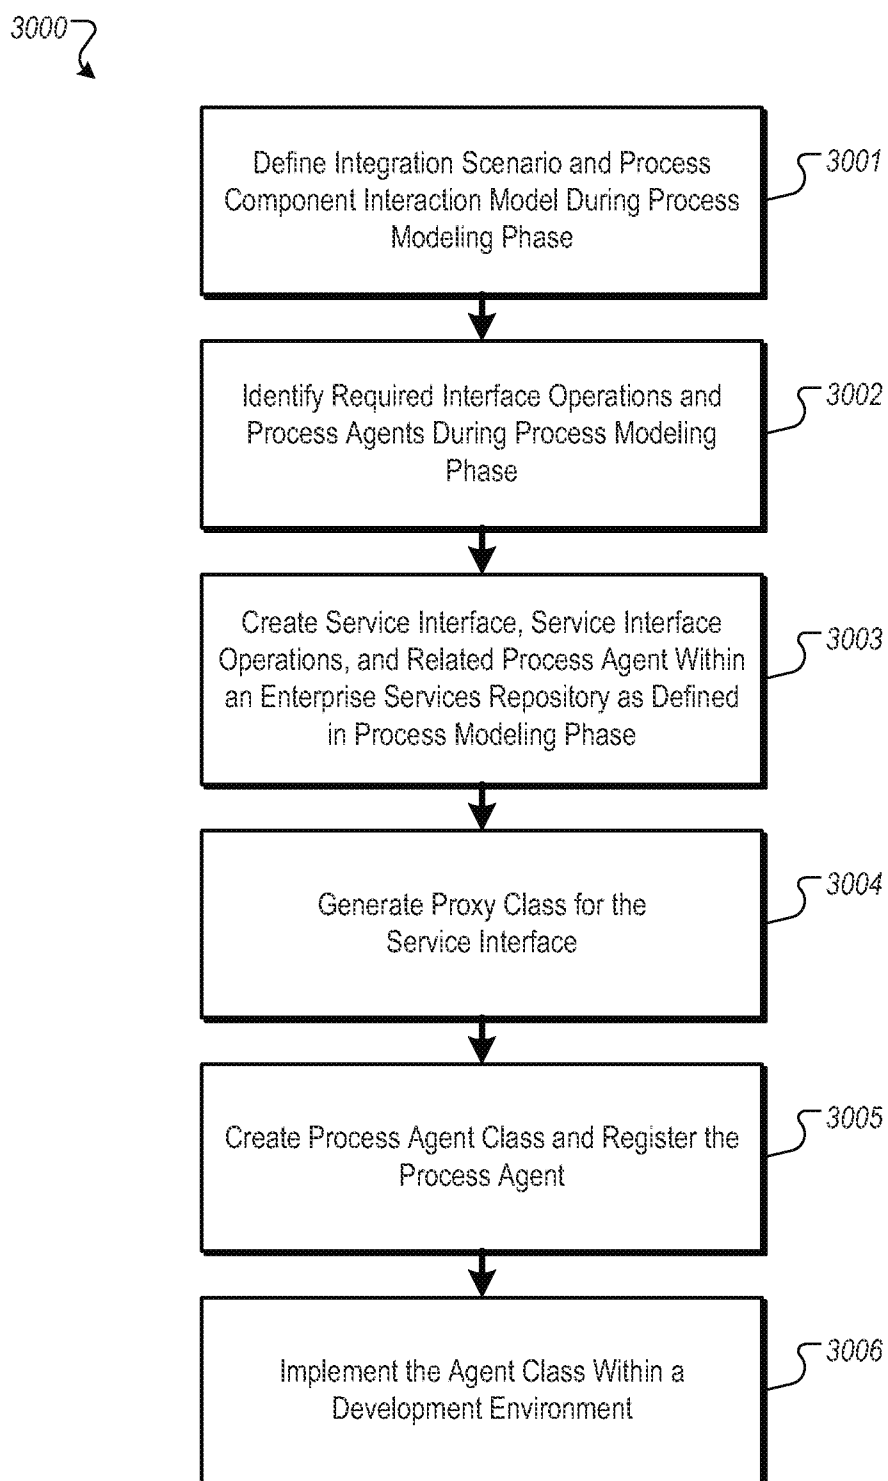 3000
Define Integration Scenario and Process
Component Interaction Model During Process
Modeling Phase
3001
Identify Required Interface Operations and
Process Agents During Process Modeling
Phase
3002
Create Service Interface, Service Interface
Operations, and Related Process Agent Within
an Enterprise Services Repository as Defined
in Process Modeling Phase
3003
Generate Proxy Class for the
Service Interface
3004
Create Process Agent Class and Register the
Process Agent
3005
Implement the Agent Class Within a
Development Environment
3006